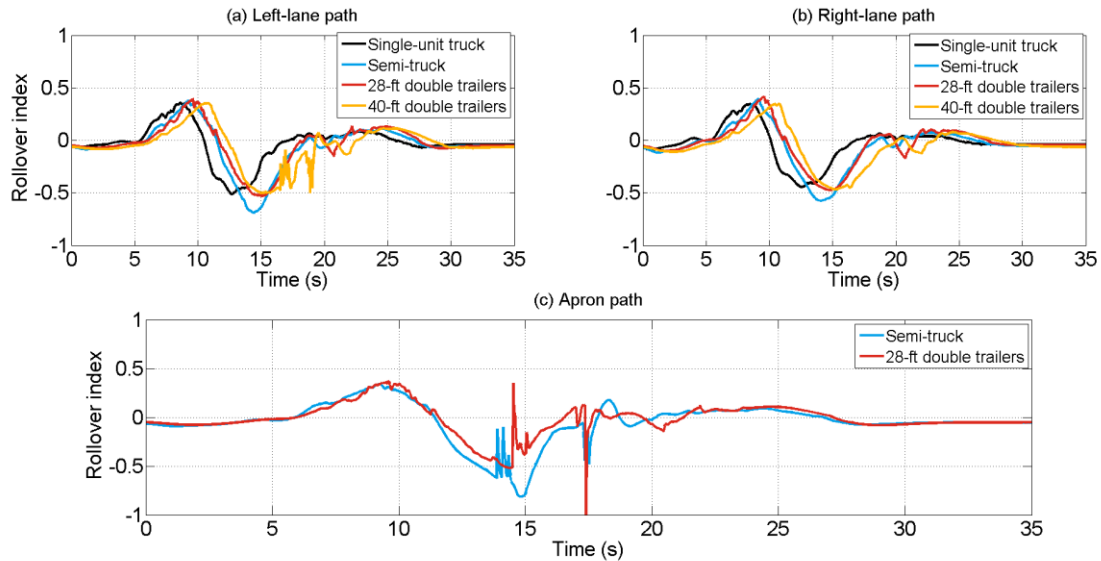 (a) Left-lane path
1
0.5
0
-0.5
-1
Rollover index
Single-unit truck
Semi-truck
28-ft double trailers
40-ft double trailers
0 5 10 15 20 25 30 35
Time (s)
(b) Right-lane path
1
0.5
0
-0.5
-1
Single-unit truck
Semi-truck
28-ft double trailers
40-ft double trailers
0 5 10 15 20 25 30 35
Time (s)
(c) Apron path
1
0.5
0
-0.5
-1
Rollover index
Semi-truck
28-ft double trailers
0 5 10 15 20 25 30 35
Time (s)